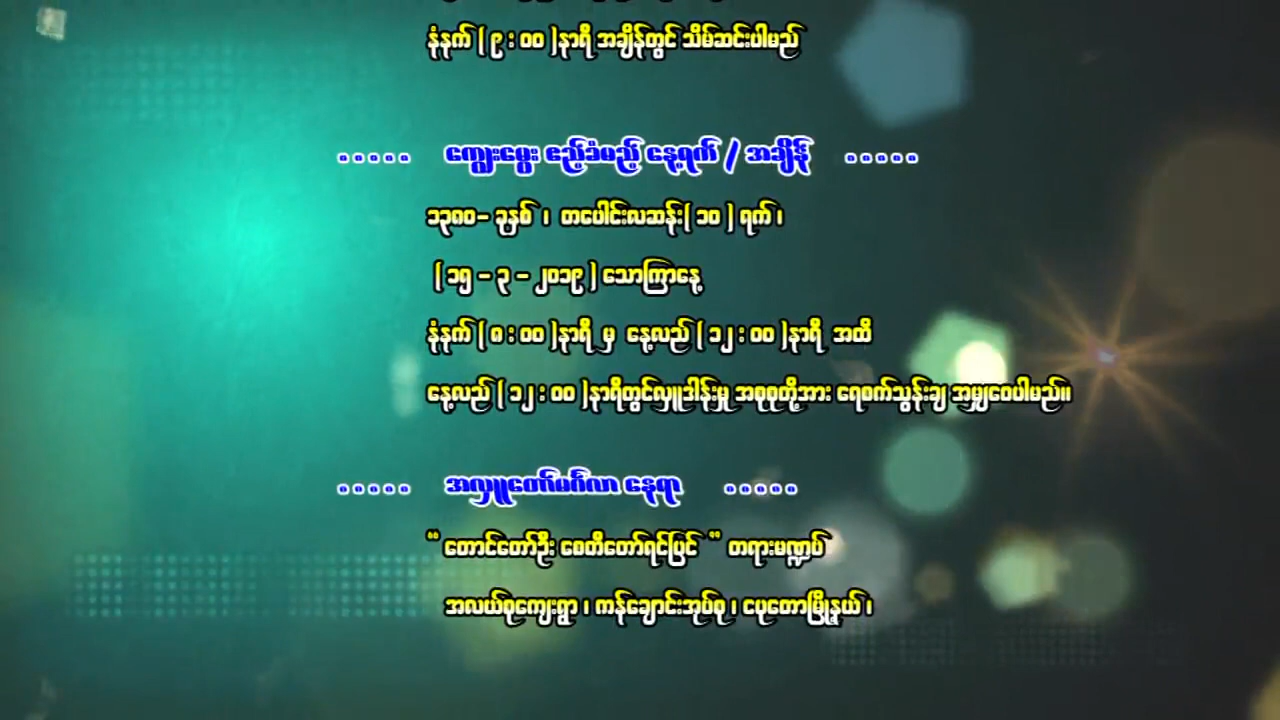 နံနက် ( ၉ : ၀၀ )နာရီ အချိန်တွင် သိမ်ဆင်းပါမည်
∘∘∘∘∘ ကျွေးမွေး ဧည့်ခံမည့် နေ့ရက် / အချိန် ∘∘∘∘∘
၁၃၈၀– ခုနှစ် ၊ တပေါင်းလဆန်း( ၁၀ ) ရက် ၊
( ၁၅ – ၃ – ၂၀၁၉ ) သောကြာနေ့
နံနက် ( ၈ : ၀၀ )နာရီ မှ နေ့လည် ( ၁၂ : ၀၀ )နာရီ အထိ
နေ့လည် ( ၁၂ : ၀၀ )နာရီတွင်လှူဒါန်းမှု အစုစုတို့အား ရေစက်သွန်းချ အမျှဝေပါမည်။
∘∘∘∘∘ အလှူတော်မင်္ဂလာ နေရာ ∘∘∘∘∘
“ တောင်တော်ဦး စေတီတော်ရင်ပြင် ” တရားမဏ္ဍပ်
အလယ်စုကျေးရွာ ၊ ကန်ချောင်းအုပ်စု ၊ ငပုတောမြို့နယ် ၊